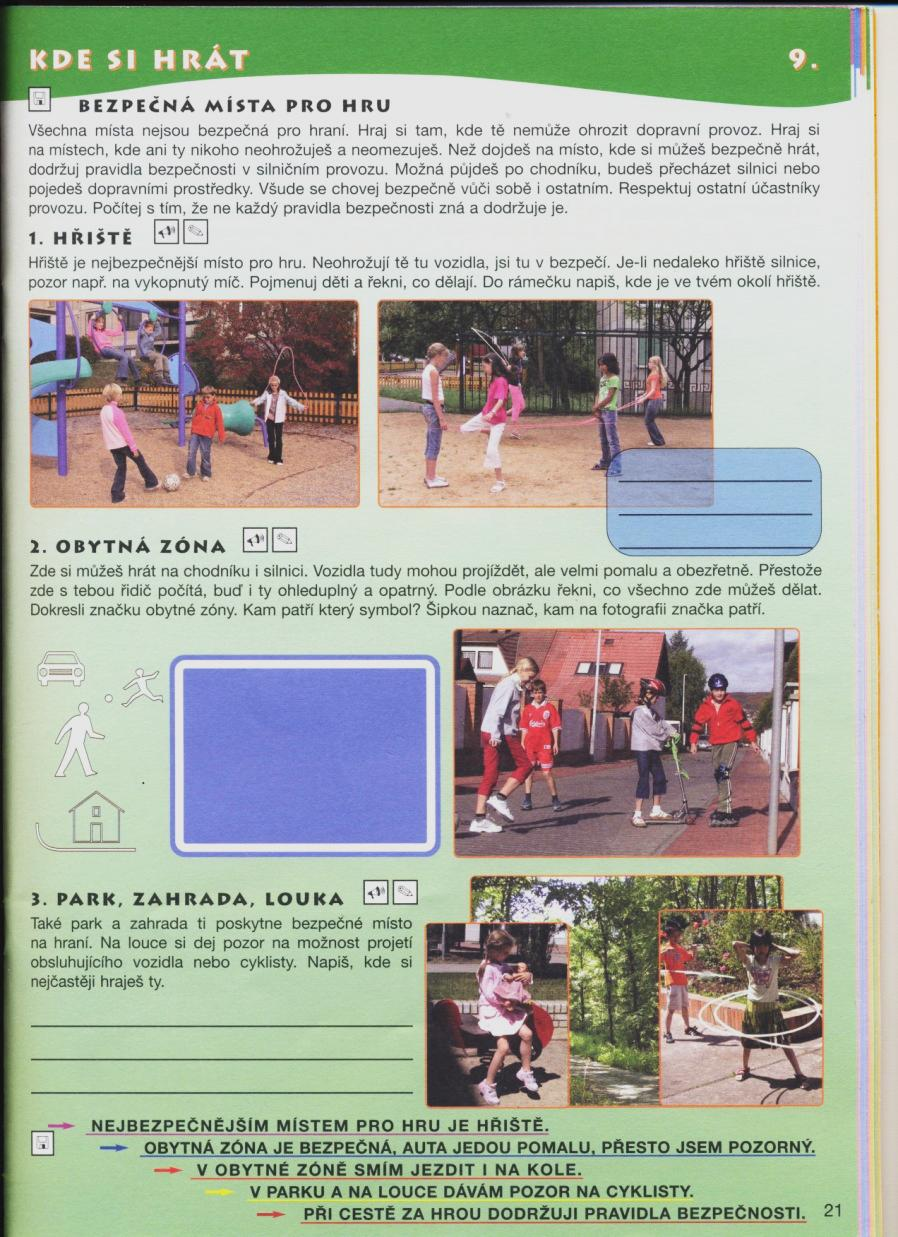 KDE SI HRÁT
9.
BEZPEČNÁ MÍSTA PRO HRU
Všechna místa nejsou bezpečná pro hraní. Hraj si tam, kde tě nemůže ohrozit dopravní provoz. Hraj si
na místech, kde ani ty nikoho neohrožuješ a neomezuješ. Než dojdeš na místo, kde si můžeš bezpečně hrát,
dodržuj pravidla bezpečnosti v silničním provozu. Možná půjdeš po chodníku, budeš přecházet silnici nebo
pojedeš dopravními prostředky. Všude se chovej bezpečně vůči sobě i ostatním. Respektuj ostatní účastníky
provozu. Počítej s tím, že ne každý pravidla bezpečnosti zná a dodržuje je.
1. HŘIŠTĚ
Hřiště je nejbezpečnější místo pro hru. Neohrožují tě tu vozidla, jsi tu v bezpečí. Je-li nedaleko hřiště silnice,
pozor např. na vykopnutý míč. Pojmenuj děti a řekni, co dělají. Do rámečku napiš, kde je ve tvém okolí hřiště.
2. OBYTNÁ ZÓNA
Zde si můžeš hrát na chodníku i silnici. Vozidla tudy mohou projíždět, ale velmi pomalu a obezřetně. Přestože
zde s tebou řidič počítá, buď i ty ohleduplný a opatrný. Podle obrázku řekni, co všechno zde můžeš dělat.
Dokresli značku obytné zóny. Kam patří který symbol? Šipkou naznač, kam na fotografii značka patří.
3. PARK, ZAHRADA, LOUKA
Také park a zahrada ti poskytne bezpečné místo
na hraní. Na louce si dej pozor na možnost projetí
obsluhujícího vozidla nebo cyklisty. Napiš, kde si
nejčastěji hraješ ty.
NEJBEZPEČNĚJŠÍM MÍSTEM PRO HRU JE HŘIŠTĚ.
OBYTNÁ ZÓNA JE BEZPEČNÁ, AUTA JEDOU POMALU, PŘESTO JSEM POZORNÝ.
V OBYTNÉ ZÓNĚ SMÍM JEZDIT I NA KOLE.
V PARKU A NA LOUCE DÁVÁM POZOR NA CYKLISTY.
PŘI CESTĚ ZA HROU DODRŽUJI PRAVIDLA BEZPEČNOSTI.
21